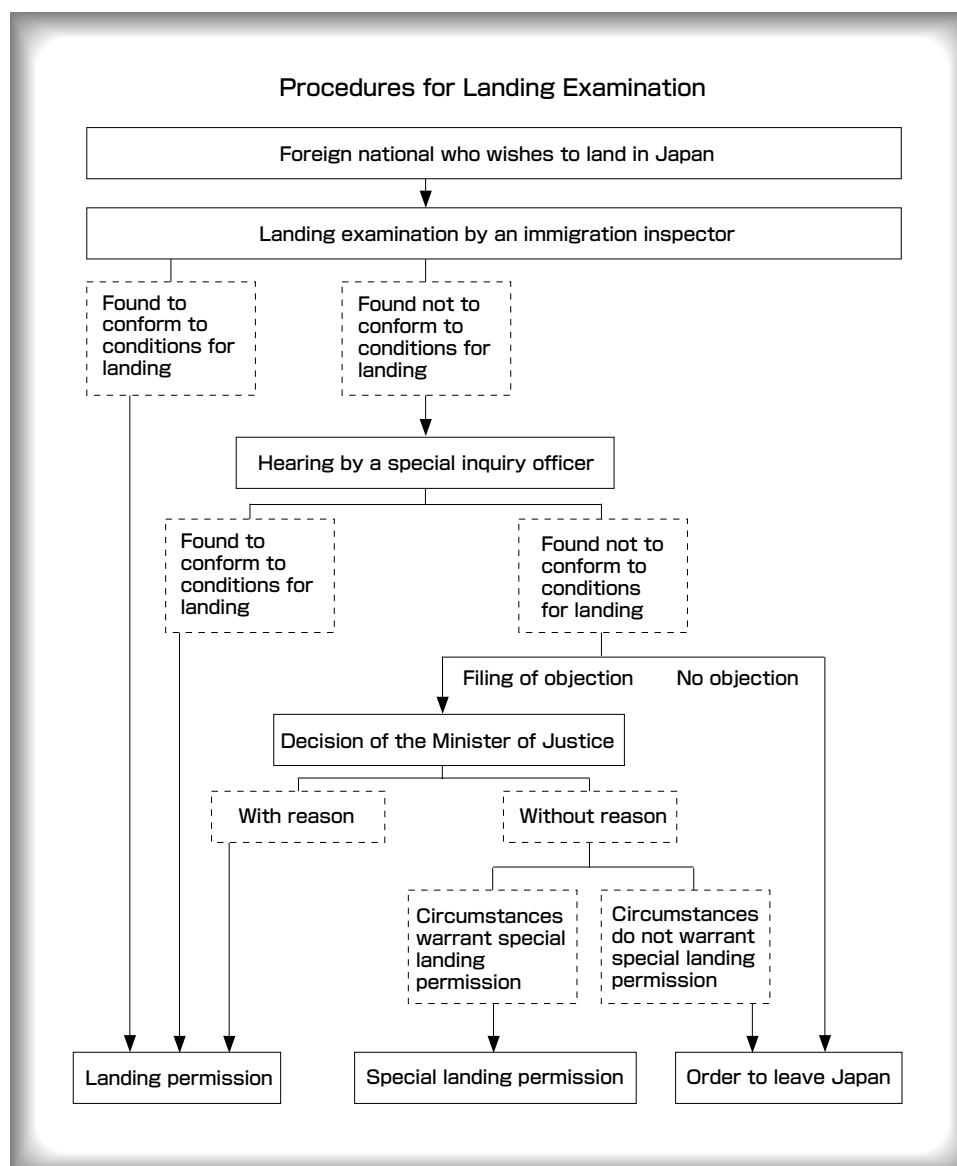 Procedures for Landing Examination
Foreign national who wishes to land in Japan
Landing examination by an immigration inspector
Found to
conform to
conditions for
landing
Found not to
conform to
conditions for
landing
Hearing by a special inquiry officer
Found to
conform to
conditions for
landing
Found not to
conform to
conditions
for landing
Filing of objection
No objection
Decision of the Minister of Justice
With reason
Without reason
Circumstances
warrant special
landing
permission
Circumstances
do not warrant
special landing
permission
Landing permission
Special landing permission
Order to leave Japan